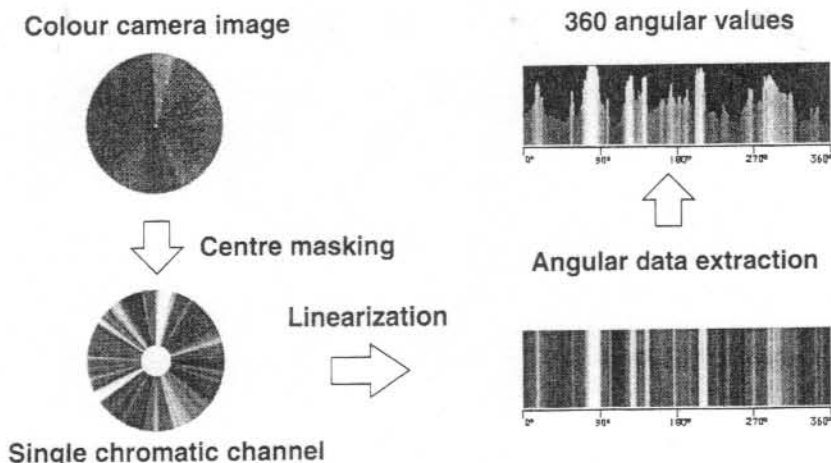 Colour camera image
360 angular values
0° 90° 180° 270° 360°
Centre masking
Angular data extraction
Linearization
0° 90° 180° 270° 360°
Single chromatic channel